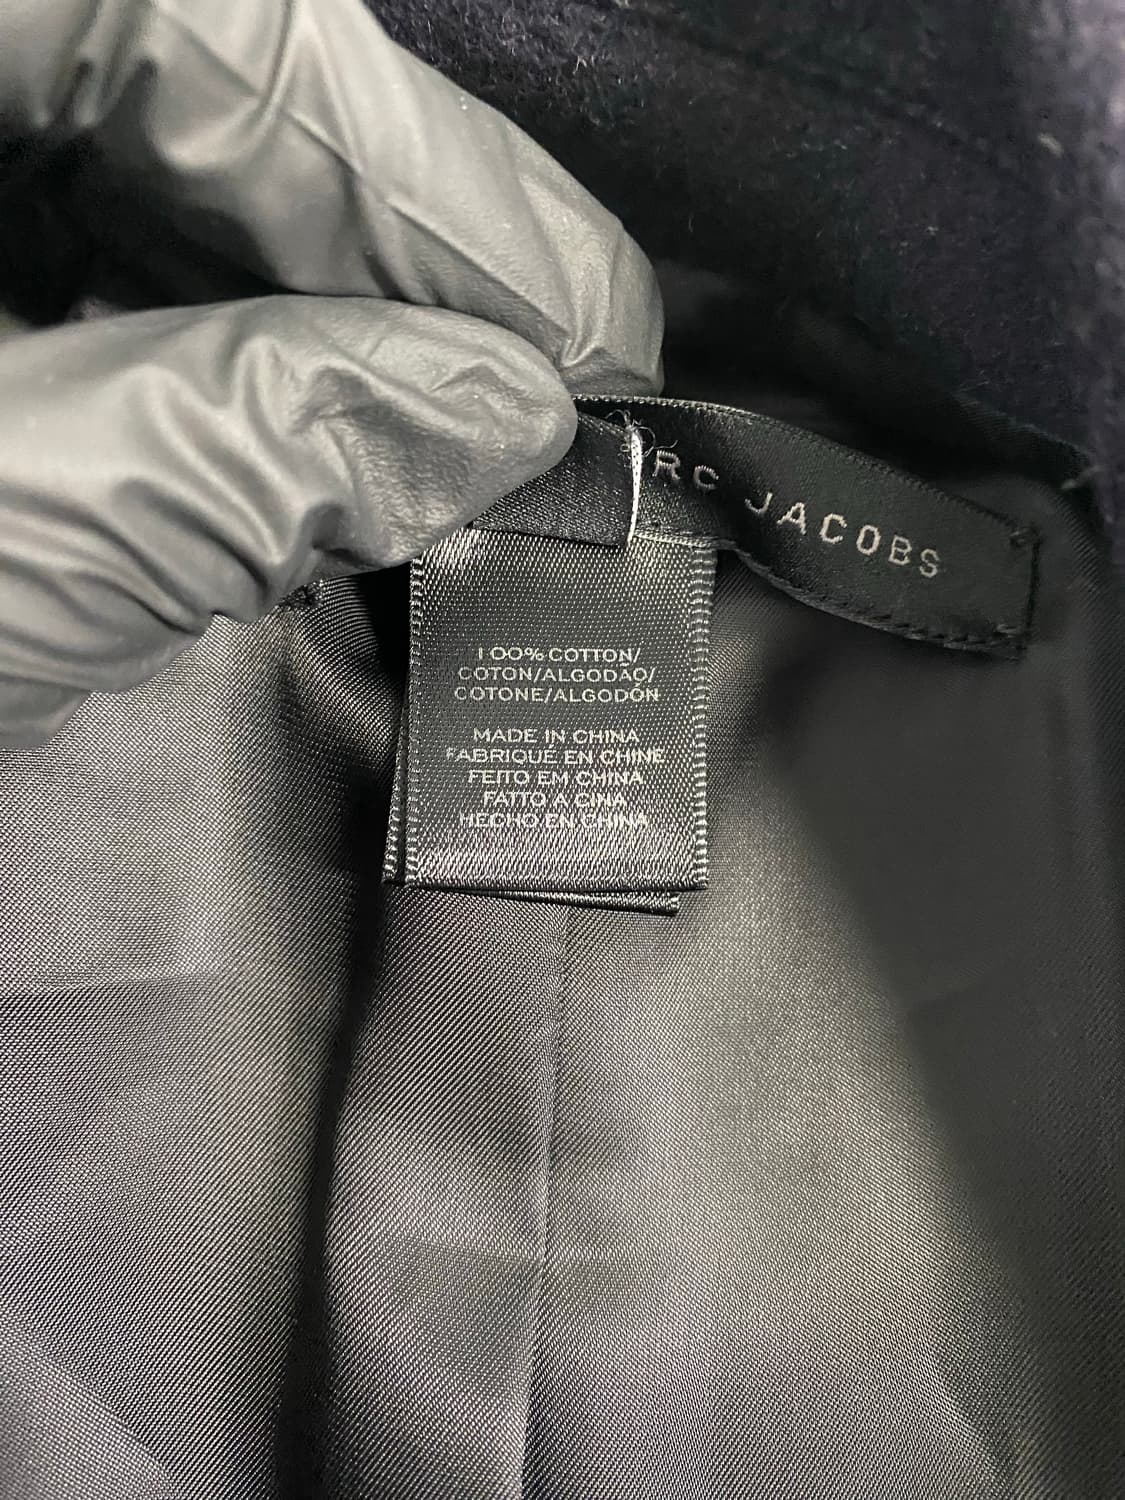 RC JACOBS
100% COTTON/
COTON/ALGODÃO/
COTONE/ALGODÓN
MADE IN CHINA
FABRIQUÉ EN CHINE
FEITO EM CHINA
FATTO A CINA
HECHO EN CHINA